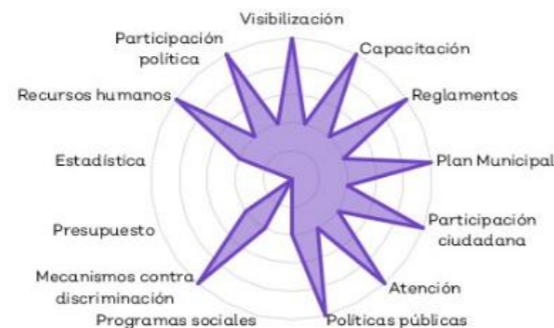 Visibilización
Participación
política
Capacitación
Recursos humanos
Reglamentos
Estadística
Plan Municipal
Presupuesto
Participación
ciudadana
Mecanismos contra
discriminación
Atención
Programas sociales
Políticas públicas